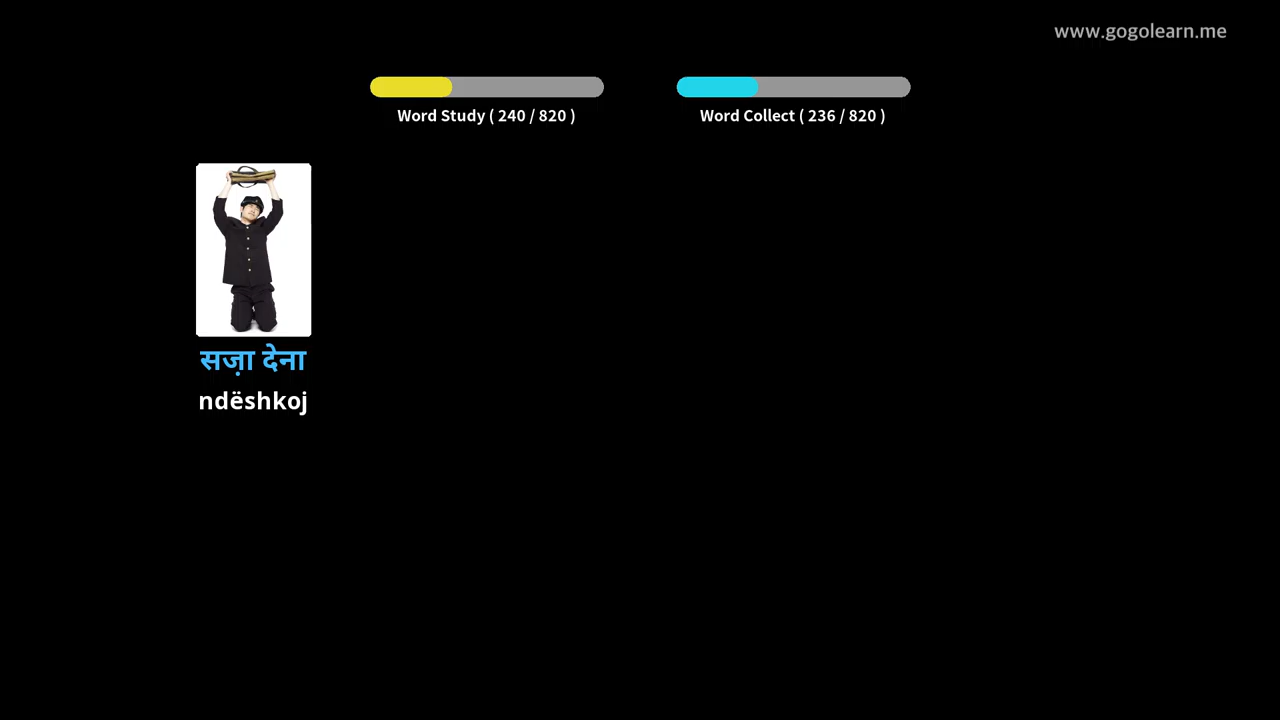 www.gogolearn.me
Word Study ( 240 / 820 )
Word Collect ( 236 / 820 )
सज़ा देना
ndëshkoj